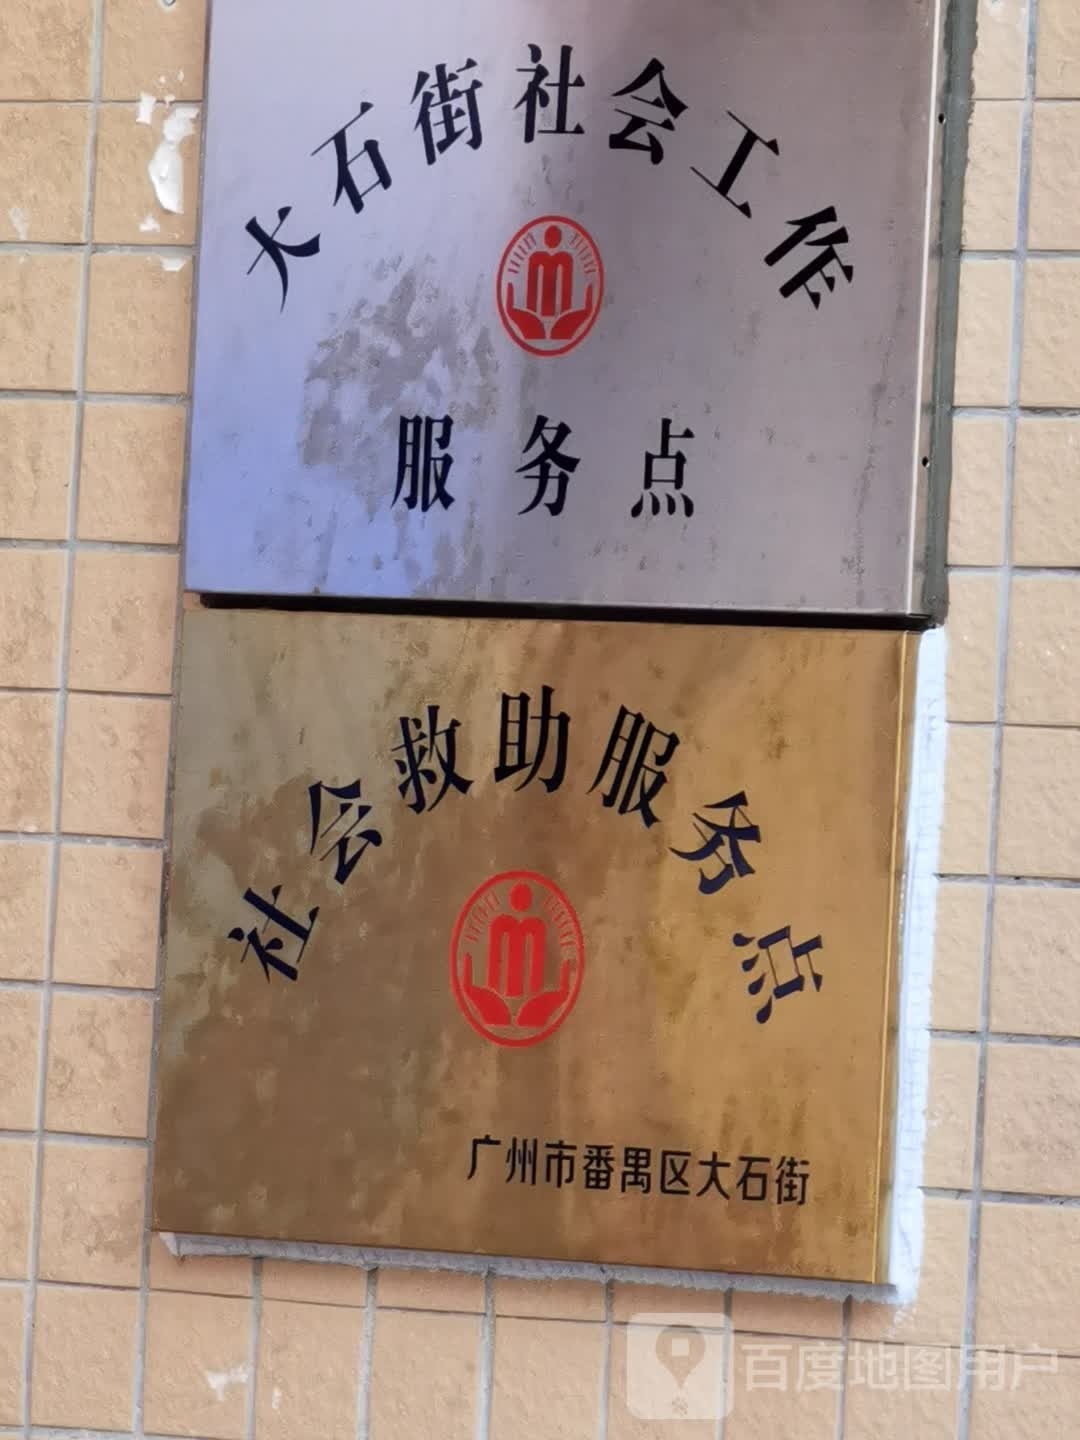 大石街社会工作
服务点
社会救助服务点
广州市番禺区大石街
百度地图用户